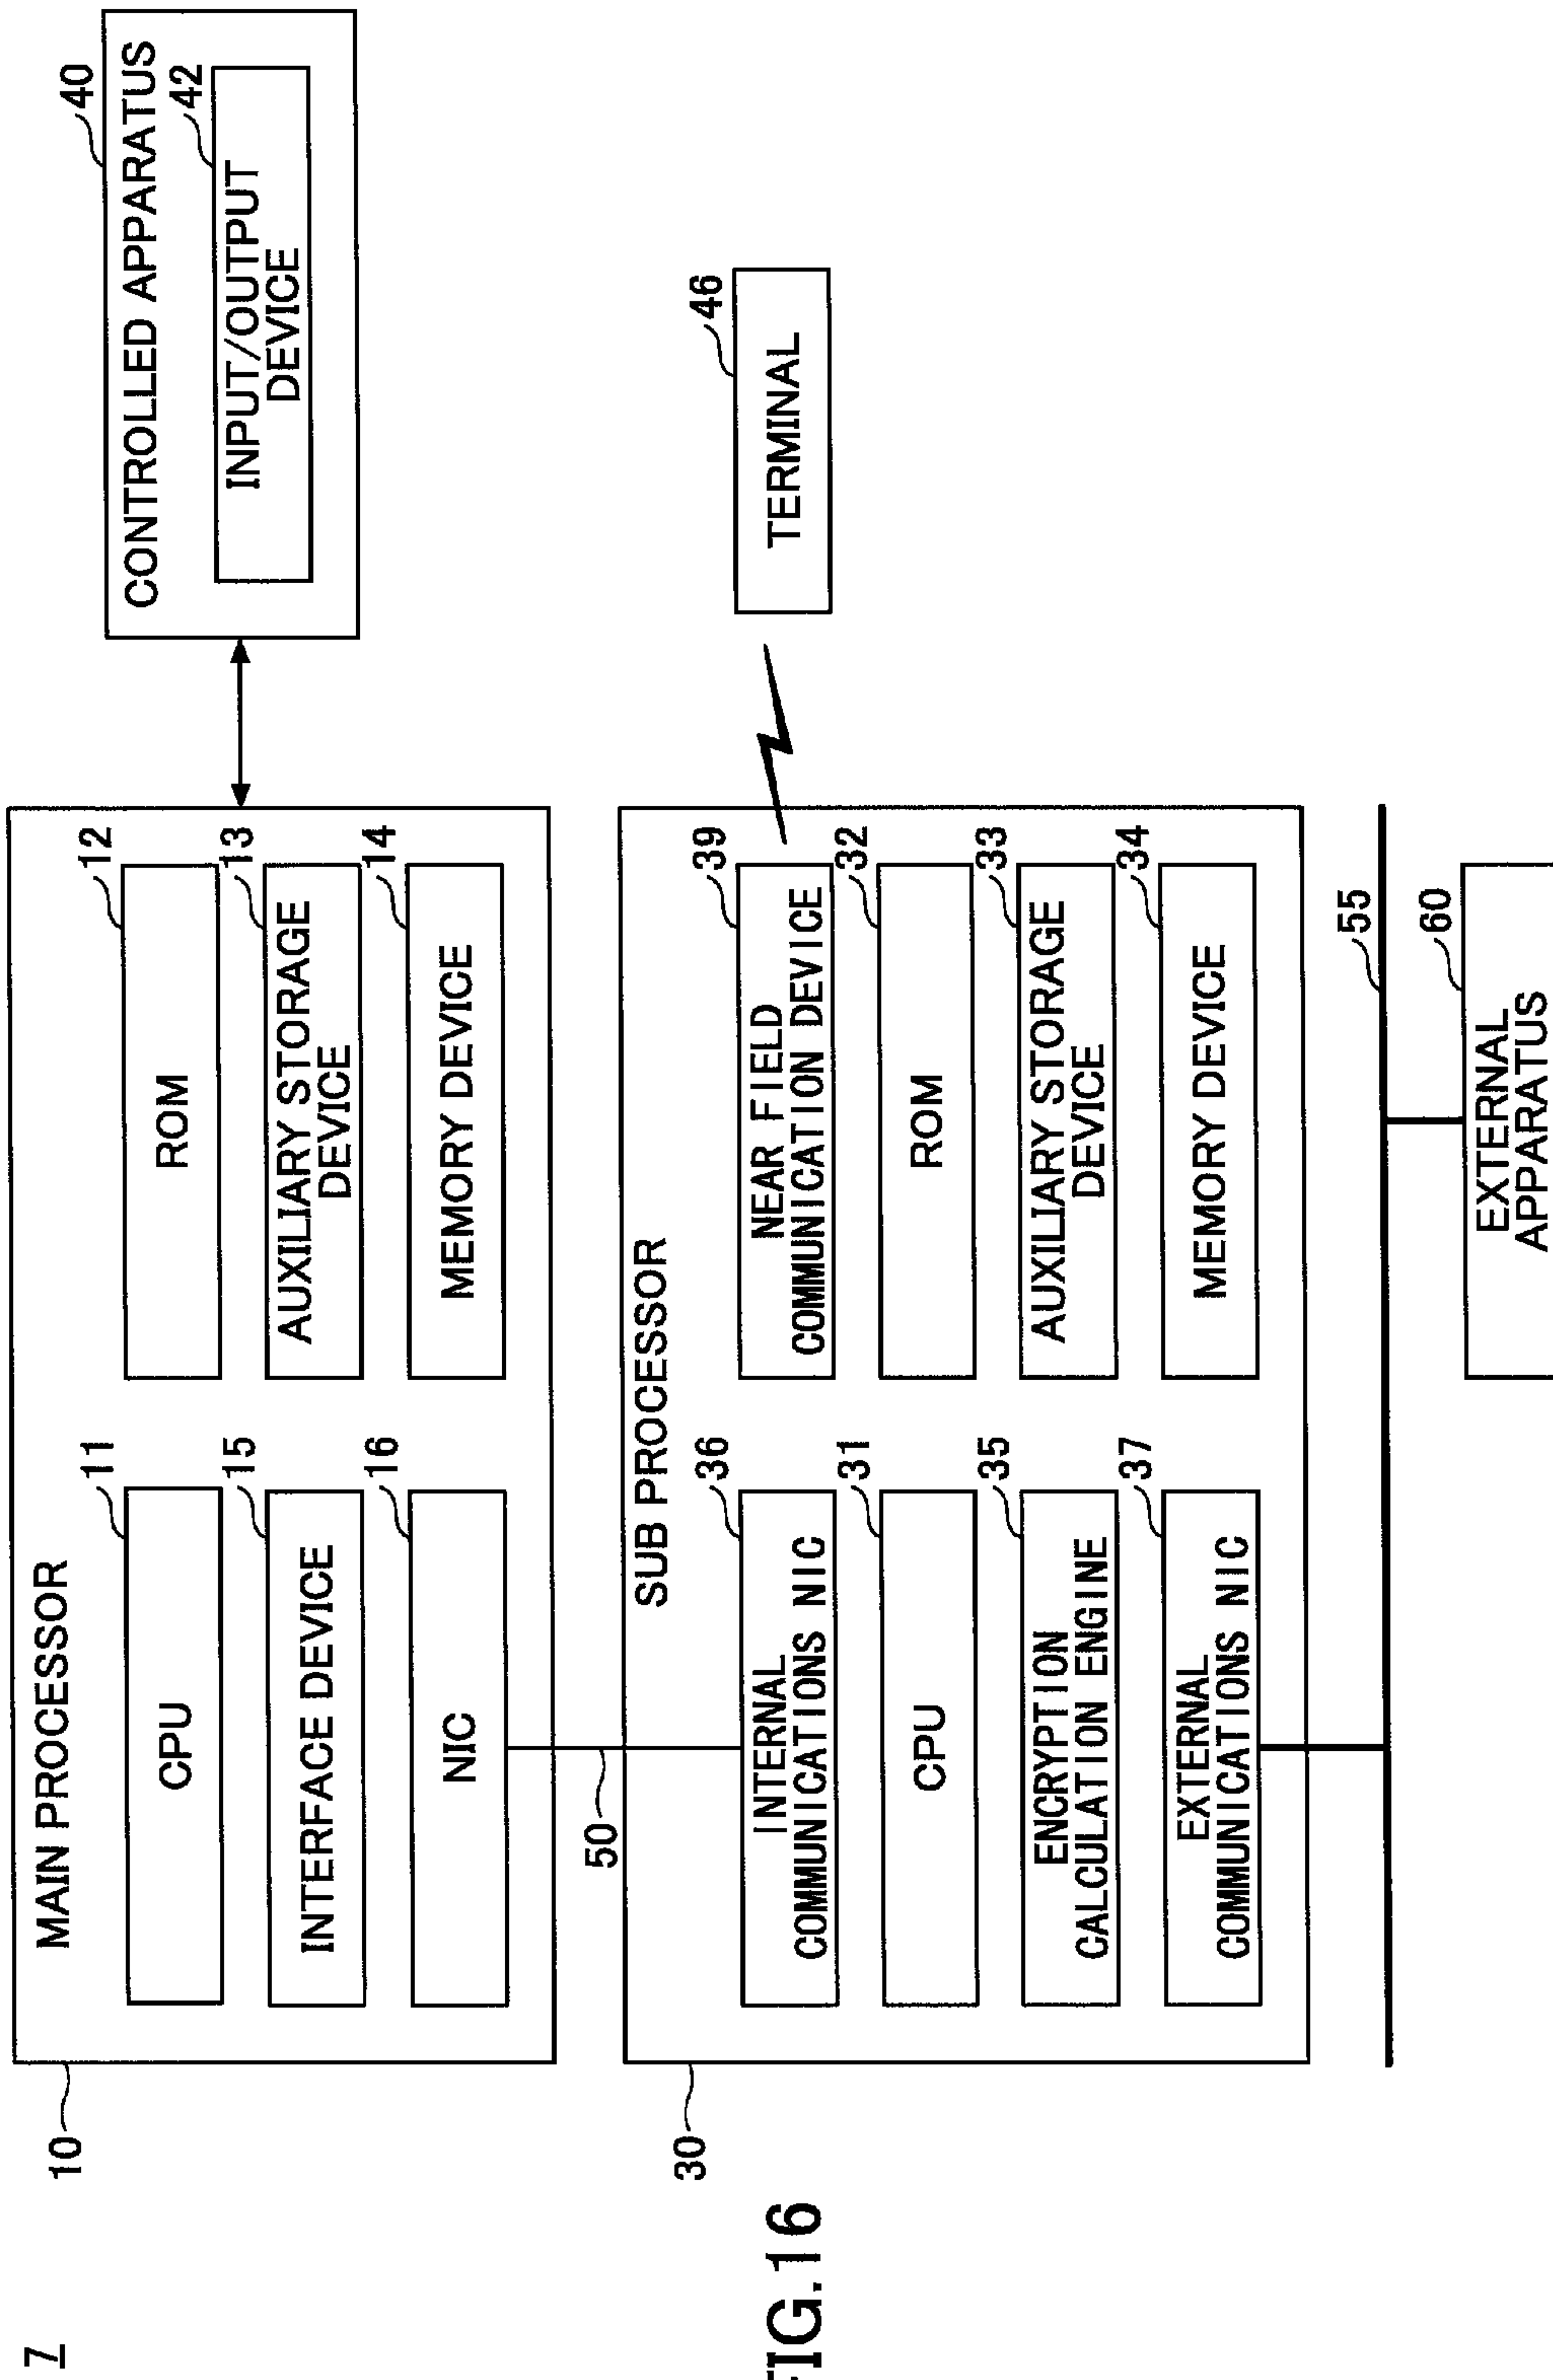 7
FIG.16
10
MAIN PROCESSOR
11
CPU
15
INTERFACE DEVICE
16
NIC
12
ROM
13
AUXILIARY STORAGE
DEVICE
14
MEMORY DEVICE
40
CONTROLLED APPARATUS
42
INPUT/OUTPUT
DEVICE
50
30
SUB PROCESSOR
36
INTERNAL
COMMUNICATIONS NIC
31
CPU
35
ENCRYPTION
CALCULATION ENGINE
37
EXTERNAL
COMMUNICATIONS NIC
39
NEAR FIELD
COMMUNICATION DEVICE
32
ROM
33
AUXILIARY STORAGE
DEVICE
34
MEMORY DEVICE
46
TERMINAL
55
60
EXTERNAL
APPARATUS